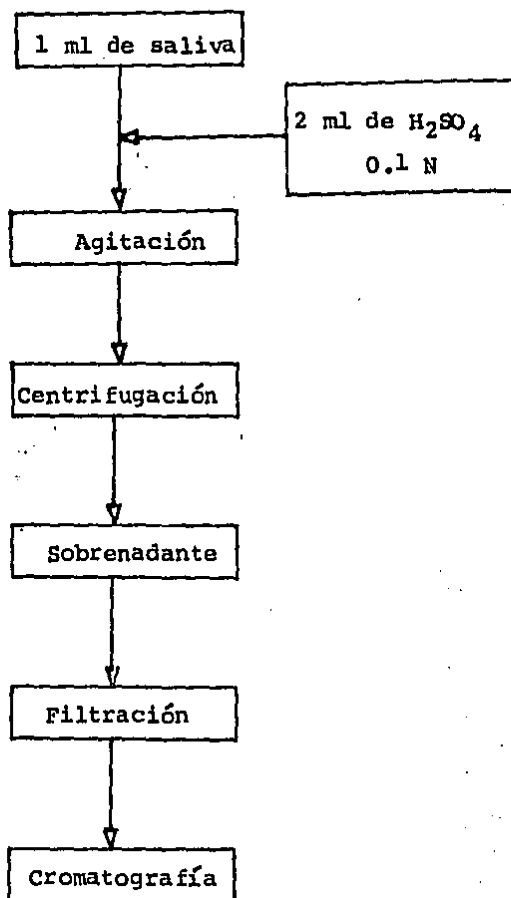 1 ml de saliva
2 ml de H₂SO₄
0.1 N
Agitación
Centrifugación
Sobrenadante
Filtración
Cromatografía